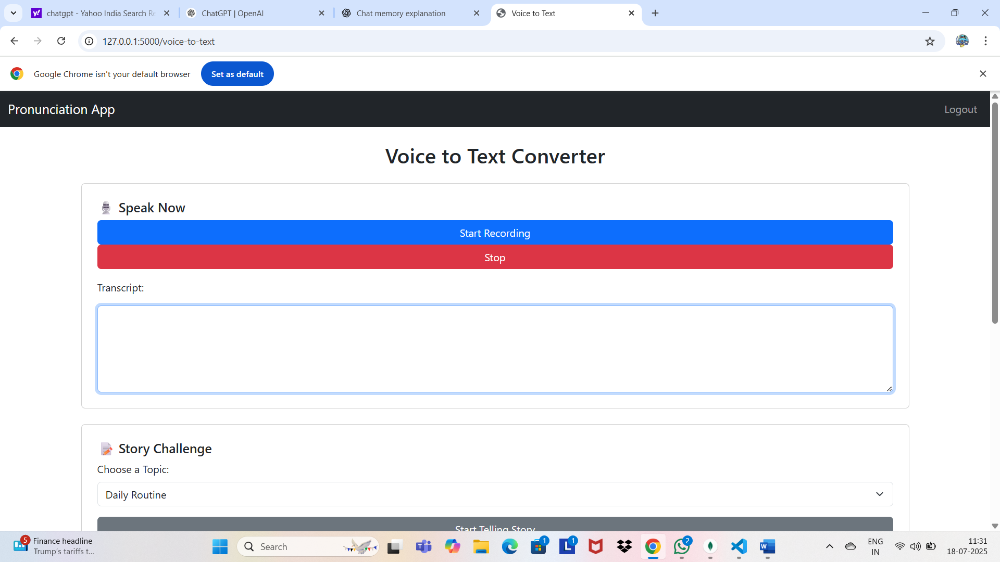 chatgpt - Yahoo India Search Re
ChatGPT | OpenAI
Chat memory explanation
Voice to Text
127.0.0.1:5000/voice-to-text
Google Chrome isn't your default browser
Set as default
Pronunciation App
Logout
Voice to Text Converter
Speak Now
Start Recording
Stop
Transcript:
Story Challenge
Choose a Topic:
Daily Routine
Start Telling Story
5
Finance headline
Trump's tariffs t...
Search
1
1
2
ENG
IN
11:31
18-07-2025